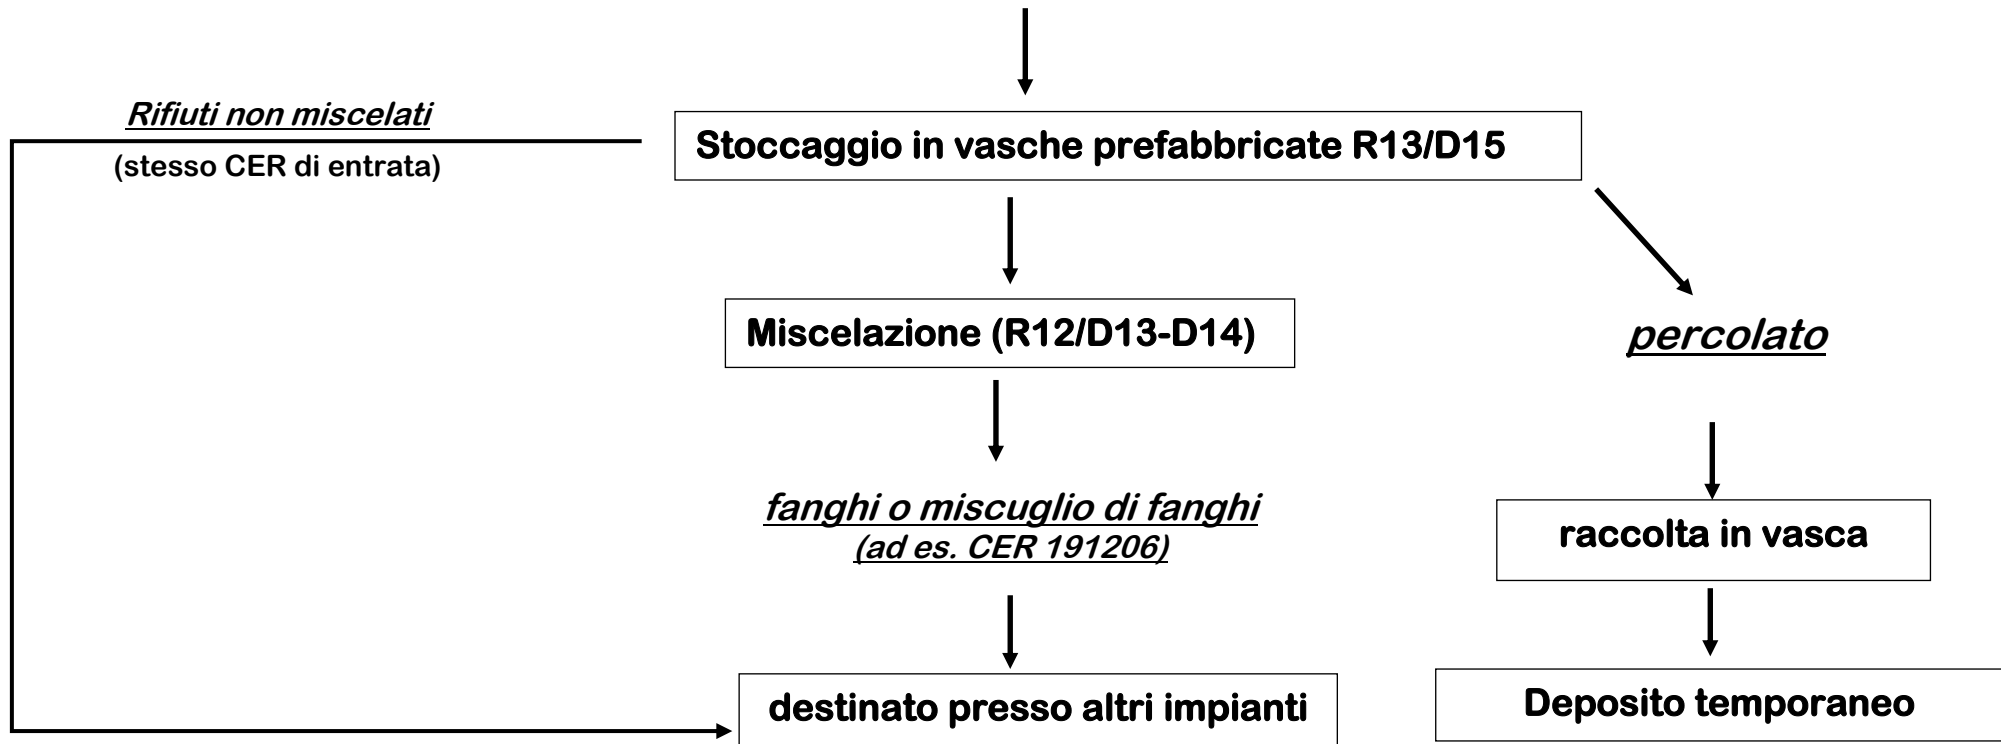 Rifiuti non miscelati
(stesso CER di entrata)
Stoccaggio in vasche prefabbricate R13/D15
Miscelazione (R12/D13-D14)
percolato
fanghi o miscuglio di fanghi
(ad es. CER 191206)
raccolta in vasca
destinato presso altri impianti
Deposito temporaneo